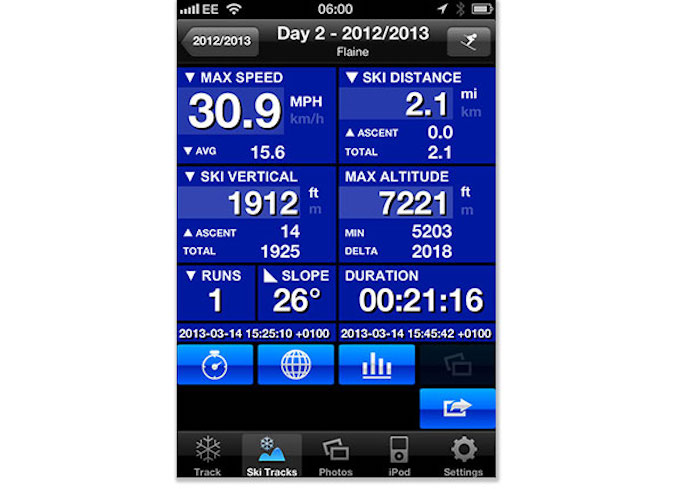 EE 06:00
2012/2013 Day 2 - 2012/2013
Flaine
▼ MAX SPEED
30.9 MPH
km/h
▼ AVG 15.6
▼ SKI DISTANCE
2.1 mi
km
▲ ASCENT 0.0
TOTAL 2.1
▼ SKI VERTICAL
1912 ft
m
▲ ASCENT 14
TOTAL 1925
MAX ALTITUDE
7221 ft
m
MIN 5203
DELTA 2018
▼ RUNS
1
SLOPE
26°
DURATION
00:21:16
2013-03-14 15:25:10 +0100
2013-03-14 15:45:42 +0100
Track Ski Tracks Photos iPod Settings